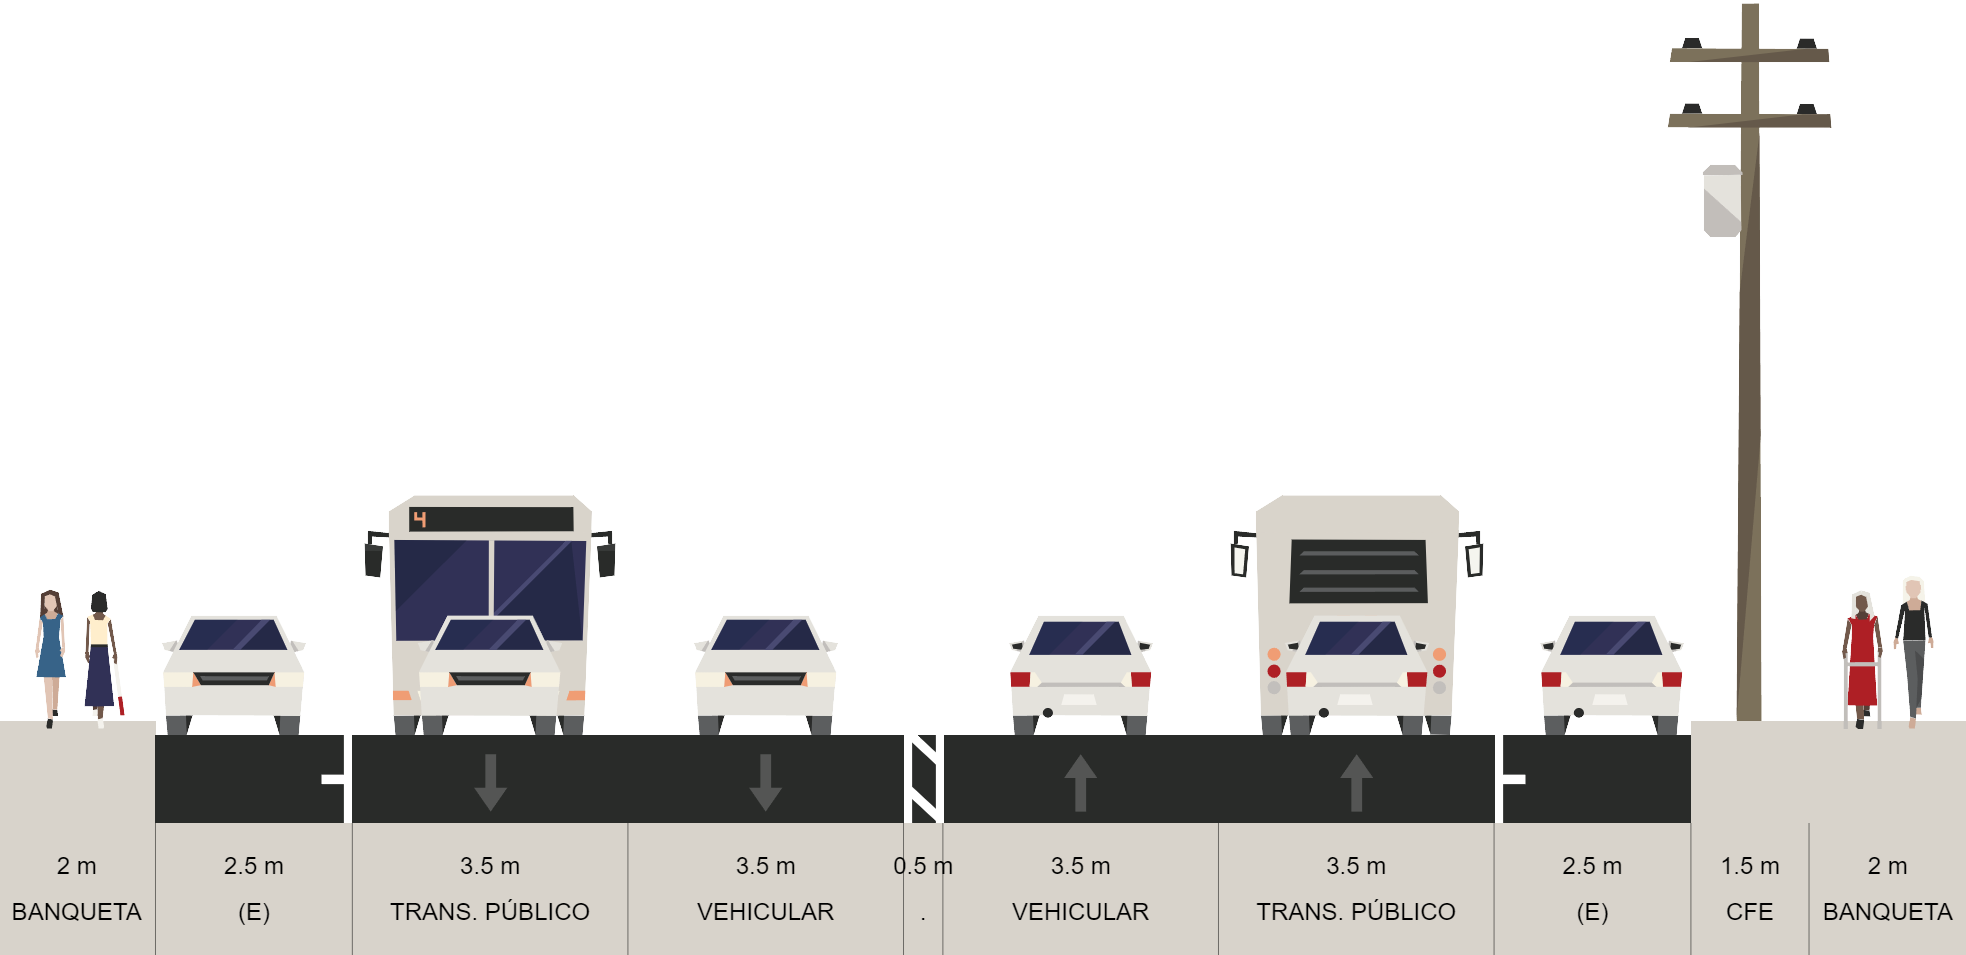 4
2 m 2.5 m 3.5 m 3.5 m 0.5 m 3.5 m 3.5 m 2.5 m 1.5 m 2 m
BANQUETA (E) TRANS. PÚBLICO VEHICULAR . VEHICULAR TRANS. PÚBLICO (E) CFE BANQUETA